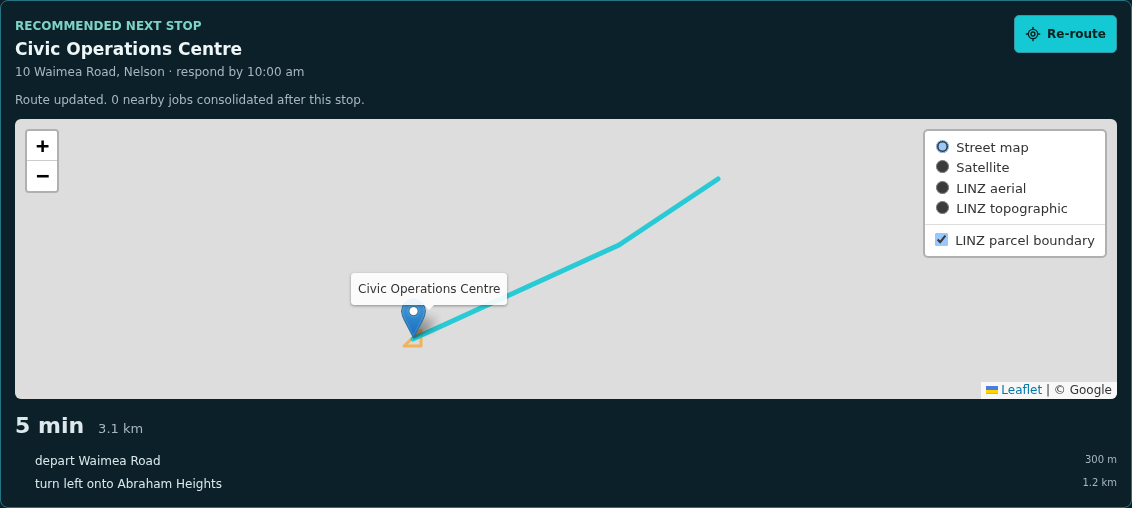 RECOMMENDED NEXT STOP
Civic Operations Centre
10 Waimea Road, Nelson · respond by 10:00 am
Re-route
Route updated. 0 nearby jobs consolidated after this stop.
+
−
Street map
Satellite
LINZ aerial
LINZ topographic
LINZ parcel boundary
Civic Operations Centre
Leaflet | © Google
5 min 3.1 km
depart Waimea Road 300 m
turn left onto Abraham Heights 1.2 km